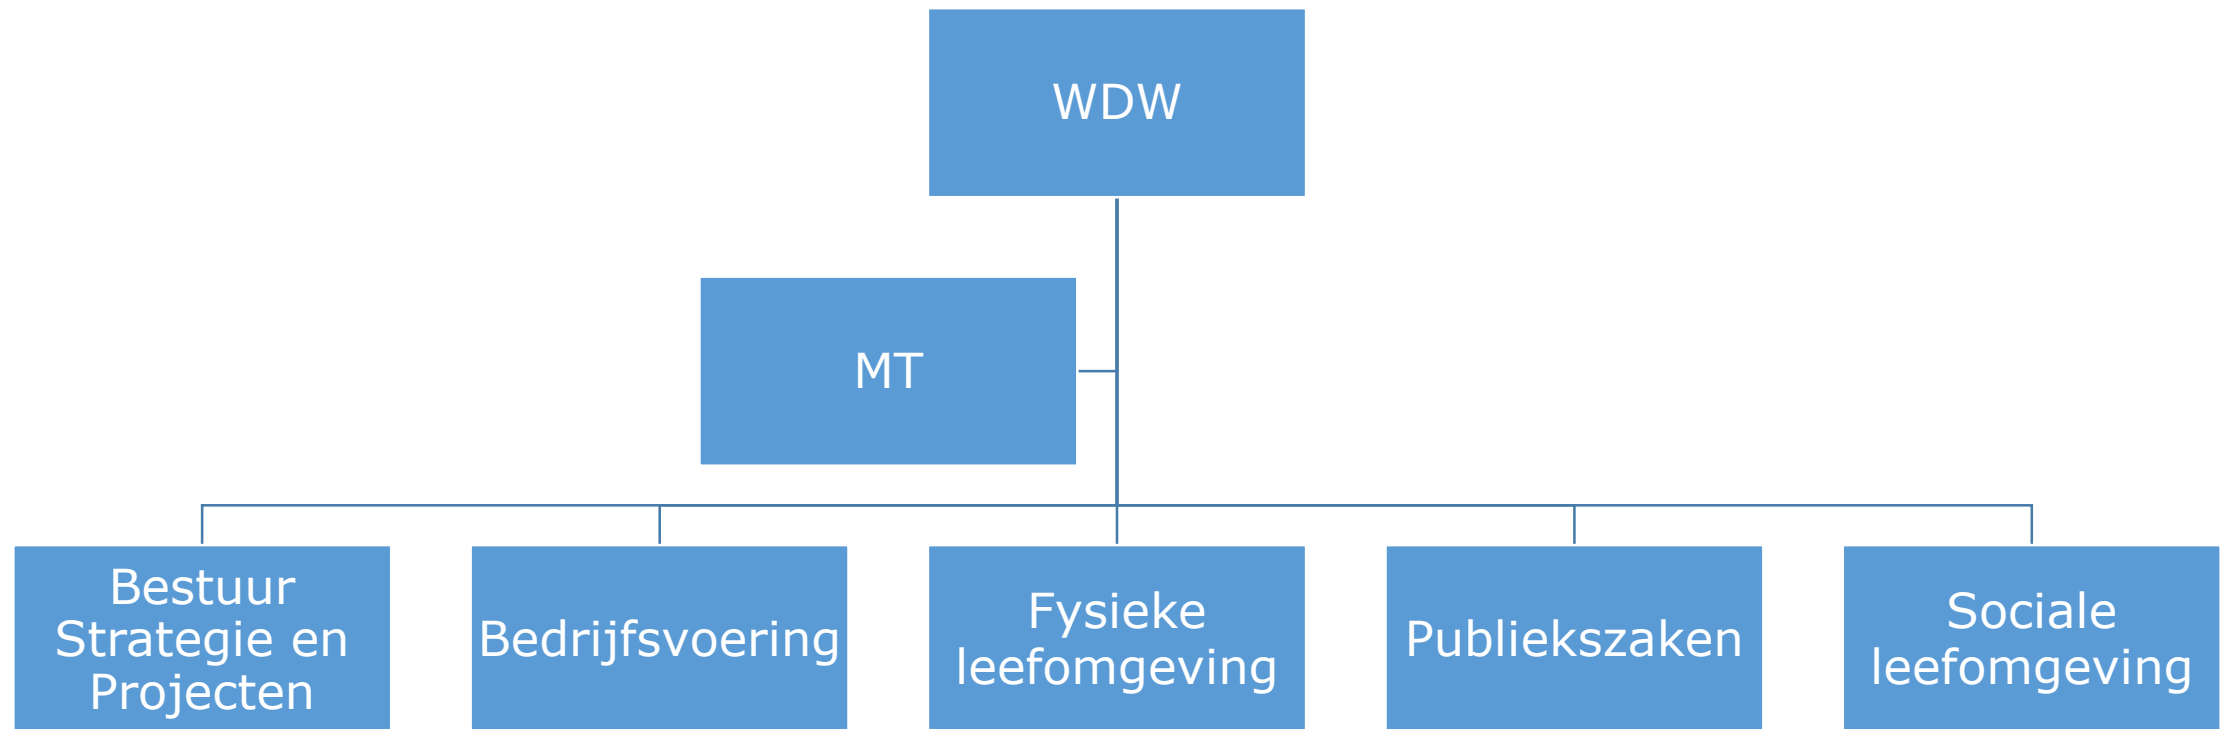 WDW
MT
Bestuur
Strategie en
Projecten
Bedrijfsvoering
Fysieke
leefomgeving
Publiekszaken
Sociale
leefomgeving